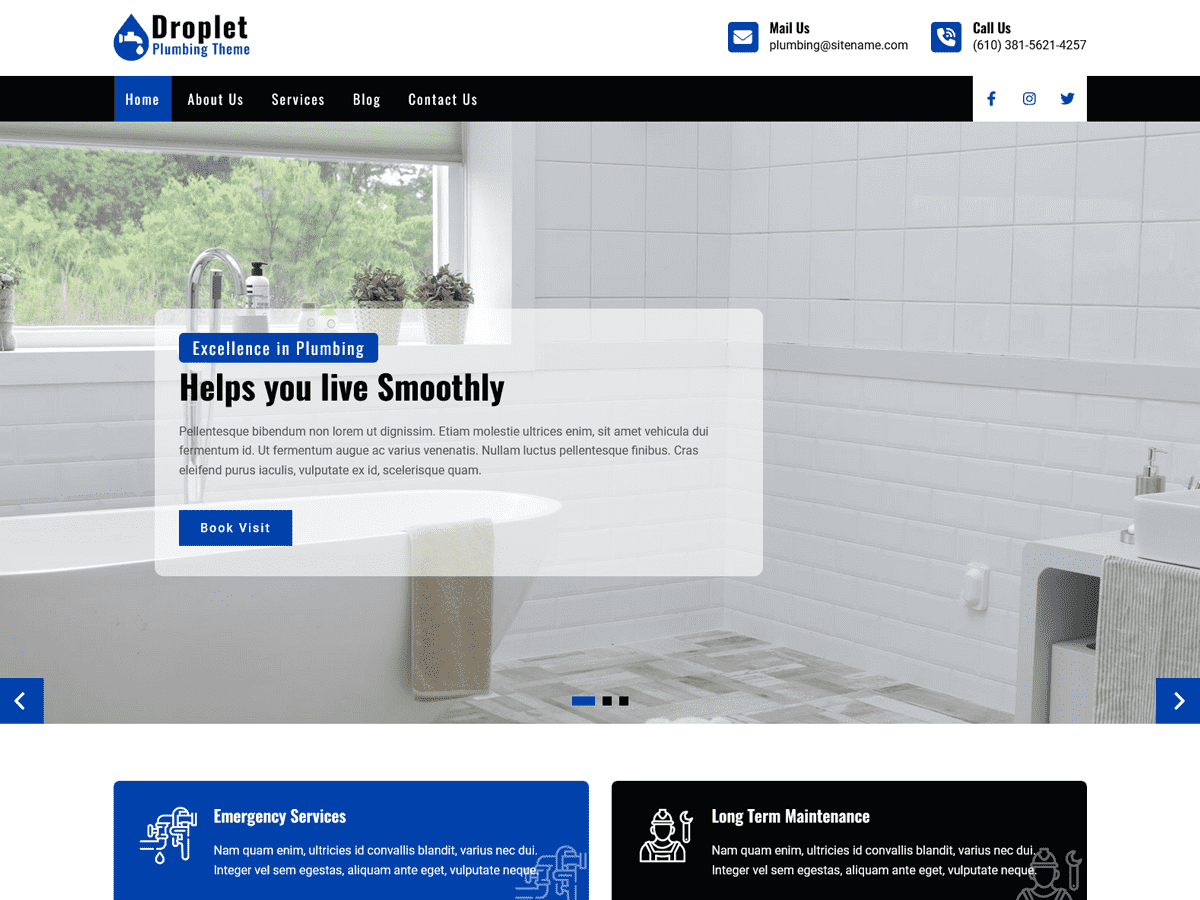 Droplet
Plumbing Theme
Mail Us
plumbing@sitename.com
Call Us
(610) 381-5621-4257
Home
About Us
Services
Blog
Contact Us
Excellence in Plumbing
Helps you live Smoothly
Pellentesque bibendum non lorem ut dignissim. Etiam molestie ultrices enim, sit amet vehicula dui
fermentum id. Ut fermentum augue ac varius venenatis. Nullam luctus pellentesque finibus. Cras
eleifend purus iaculis, vulputate ex id, scelerisque quam.
Book Visit
Emergency Services
Nam quam enim, ultricies id convallis blandit, varius nec dui.
Integer vel sem egestas, aliquam ante eget, vulputate neque.
Long Term Maintenance
Nam quam enim, ultricies id convallis blandit, varius nec dui.
Integer vel sem egestas, aliquam ante eget, vulputate neque.